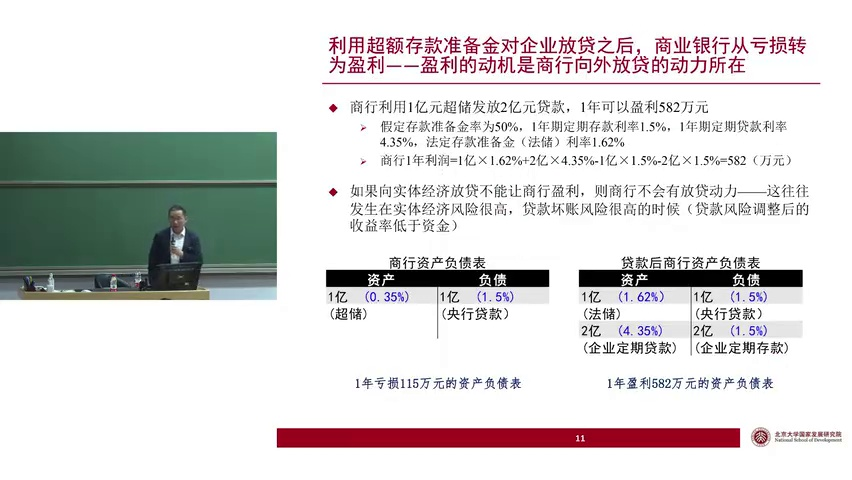 利用超额存款准备金对企业放贷之后，商业银行从亏损转
为盈利——盈利的动机是商行向外放贷的动力所在
商行利用1亿元超储发放2亿元贷款，1年可以盈利582万元
假定存款准备金率为50%，1年期定期存款利率1.5%，1年期定期贷款利率
4.35%，法定存款准备金（法储）利率1.62%
商行1年利润=1亿×1.62%+2亿×4.35%-1亿×1.5%-2亿×1.5%=582（万元）
如果向实体经济放贷不能让商行盈利，则商行不会有放贷动力——这往往
发生在实体经济风险很高，贷款坏账风险很高的时候（贷款风险调整后的
收益率低于资金）
商行资产负债表
资产 负债
1亿 (0.35%) 1亿 (1.5%)
(超储) (央行贷款)
1年亏损115万元的资产负债表
贷款后商行资产负债表
资产 负债
1亿 (1.62%) 1亿 (1.5%)
(法储) (央行贷款)
2亿 (4.35%) 2亿 (1.5%)
(企业定期贷款) (企业定期存款)
1年盈利582万元的资产负债表
11
北京大学国家发展研究院
National School of Development